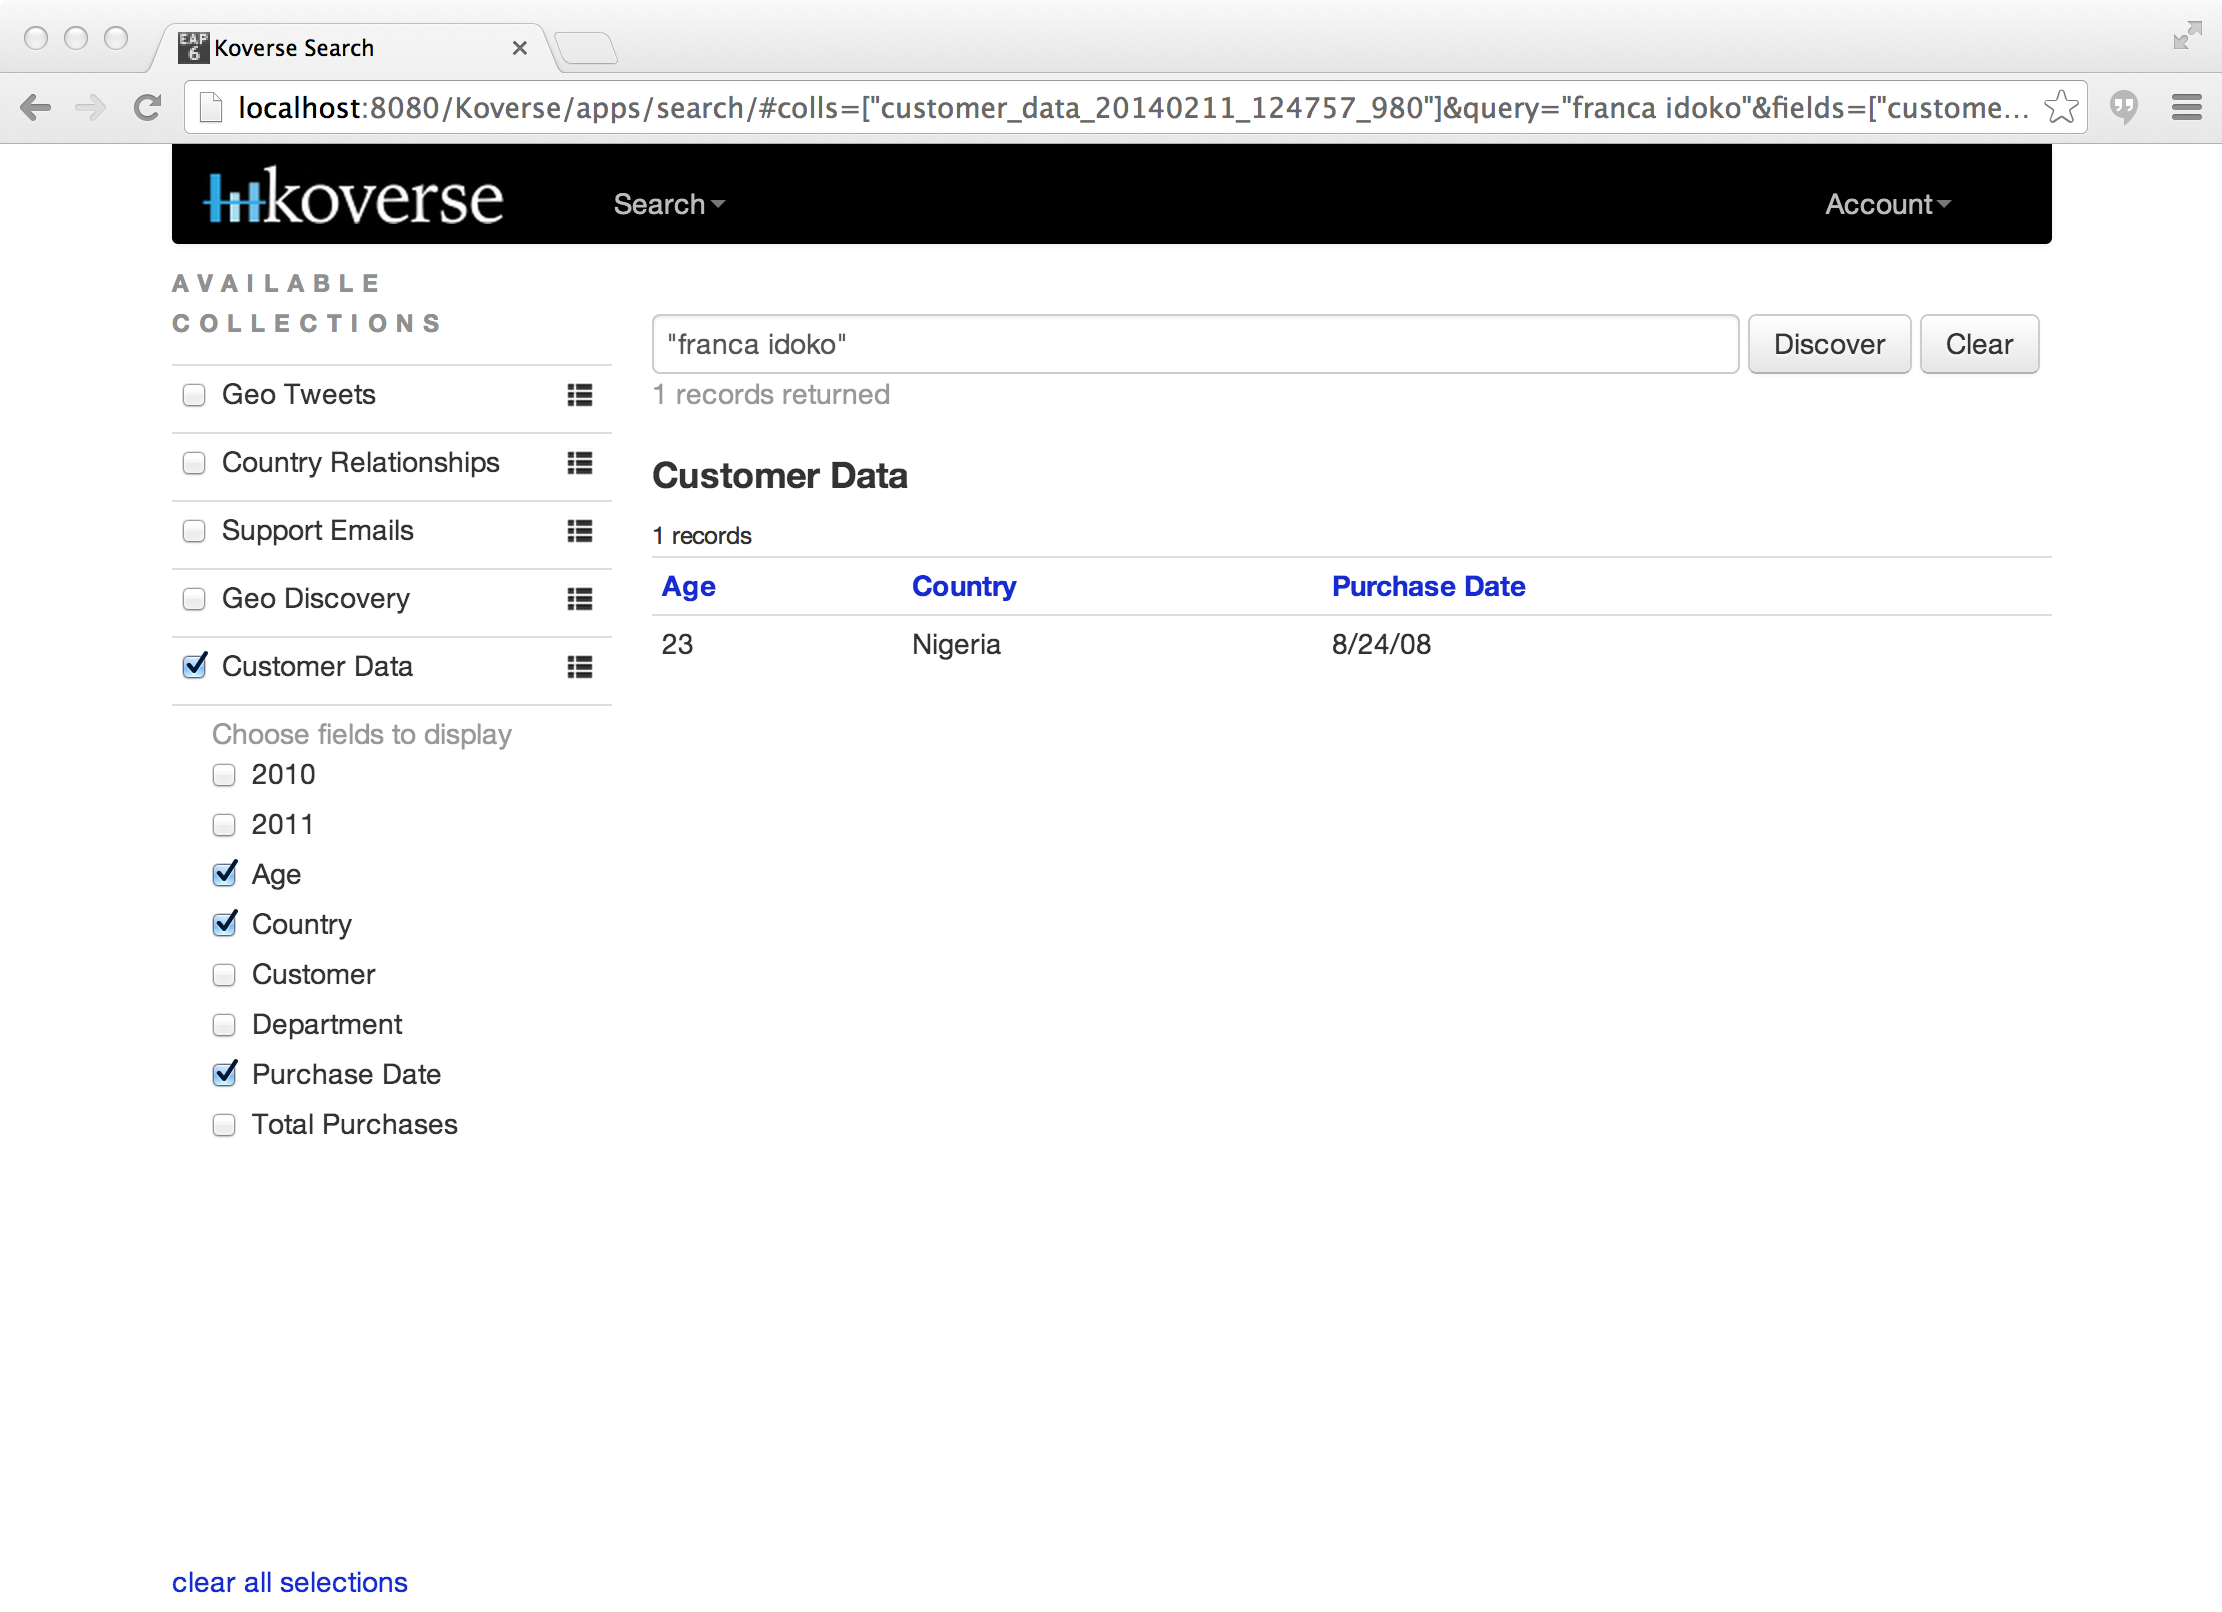 EAP
6
Koverse Search
localhost:8080/Koverse/apps/search/#colls=["customer_data_20140211_124757_980"]&query="franca idoko"&fields=["custome...
koverse
Search
Account
AVAILABLE
COLLECTIONS
Geo Tweets
Country Relationships
Support Emails
Geo Discovery
Customer Data
Choose fields to display
2010
2011
Age
Country
Customer
Department
Purchase Date
Total Purchases
clear all selections
"franca idoko"
Discover
Clear
1 records returned
Customer Data
1 records
Age Country Purchase Date
23 Nigeria 8/24/08